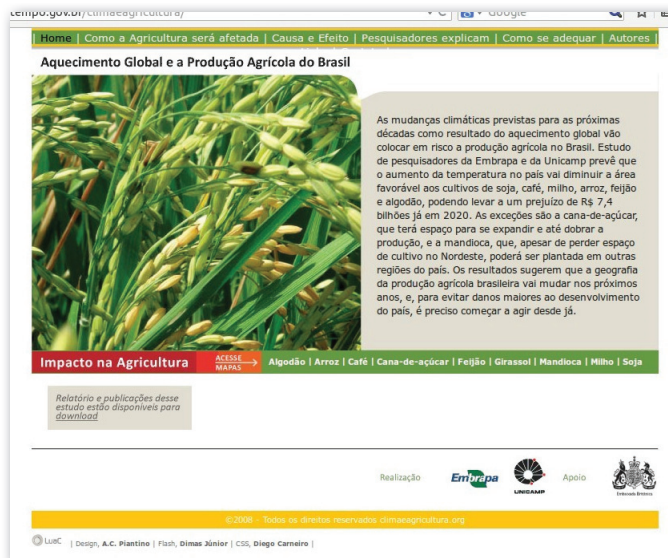 tempo.gov.br/climaeagricultura/
Google
| Home | Como a Agricultura será afetada | Causa e Efeito | Pesquisadores explicam | Como se adequar | Autores |
Aquecimento Global e a Produção Agrícola do Brasil
As mudanças climáticas previstas para as próximas
décadas como resultado do aquecimento global vão
colocar em risco a produção agrícola no Brasil. Estudo
de pesquisadores da Embrapa e da Unicamp prevê que
o aumento da temperatura no país vai diminuir a área
favorável aos cultivos de soja, café, milho, arroz, feijão
e algodão, podendo levar a um prejuízo de R$ 7,4
bilhões já em 2020. As exceções são a cana-de-açúcar,
que terá espaço para se expandir e até dobrar a
produção, e a mandioca, que, apesar de perder espaço
de cultivo no Nordeste, poderá ser plantada em outras
regiões do país. Os resultados sugerem que a geografia
da produção agrícola brasileira vai mudar nos próximos
anos, e, para evitar danos maiores ao desenvolvimento
do país, é preciso começar a agir desde já.
Impacto na Agricultura
ACESSE
MAPAS
Algodão | Arroz | Café | Cana-de-açúcar | Feijão | Girassol | Mandioca | Milho | Soja
Relatório e publicações desse
estudo estão disponíveis para
download
Realização
Embrapa
UNICAMP
Apoio
Embaixada Britânica
©2008 - Todos os direitos reservados climaeagricultura.org
LuaC | Design, A.C. Piantino | Flash, Dimas Júnior | CSS, Diego Carneiro |